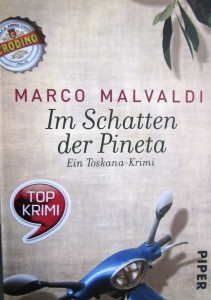 CRODINO
MARCO MALVALDI
Im Schatten
der Pineta
Ein Toskana-Krimi
TOP
KRIMI
PIPER